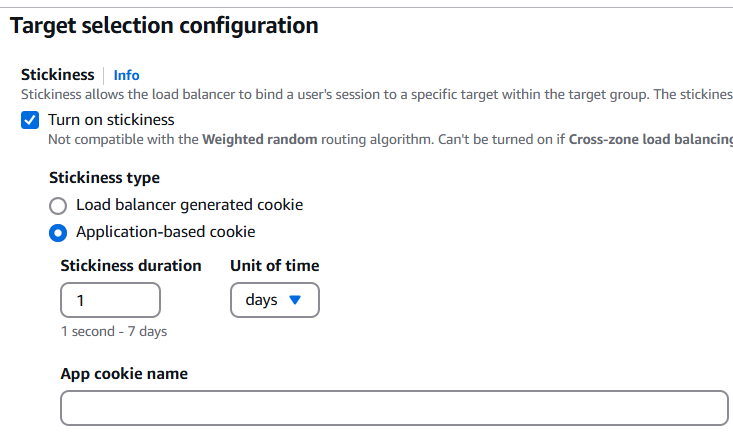 Target selection configuration
Stickiness | Info
Stickiness allows the load balancer to bind a user's session to a specific target within the target group. The stickines
Turn on stickiness
Not compatible with the Weighted random routing algorithm. Can't be turned on if Cross-zone load balancing
Stickiness type
Load balancer generated cookie
Application-based cookie
Stickiness duration Unit of time
1 days
1 second - 7 days
App cookie name